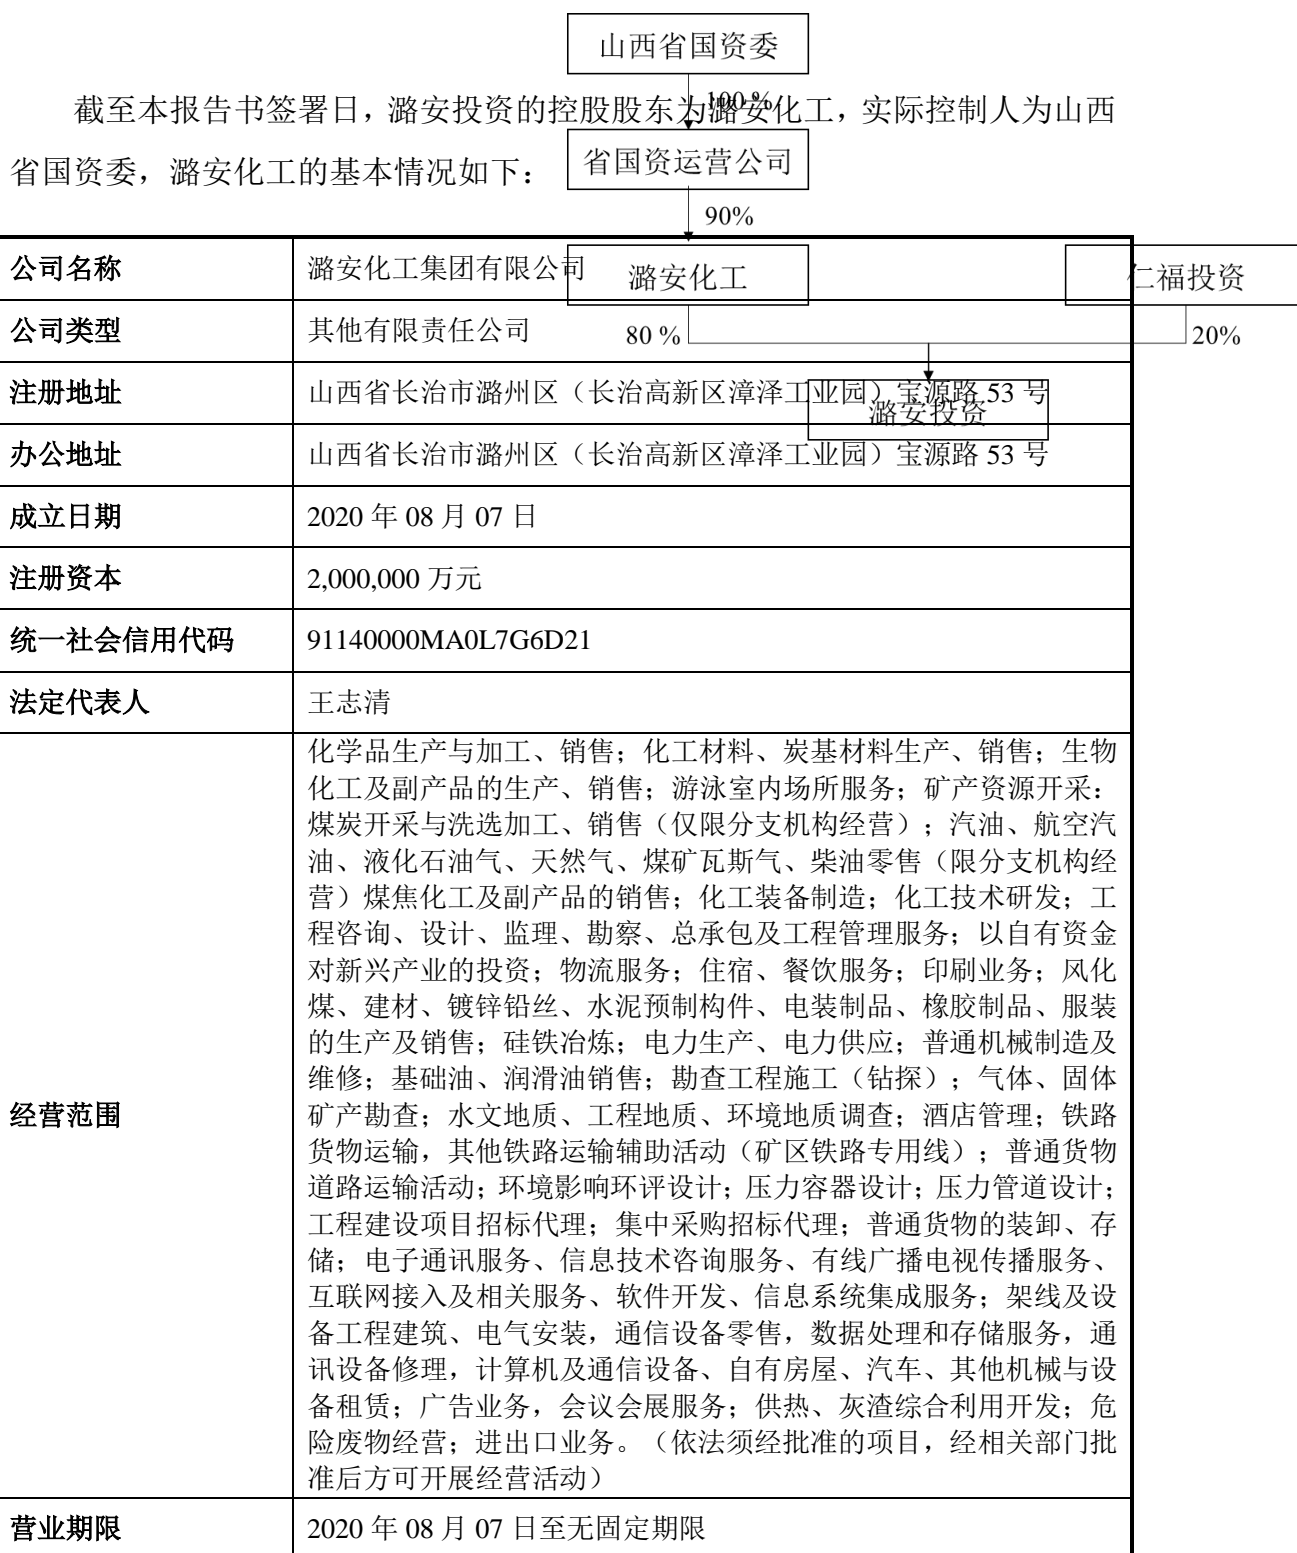 山西省国资委
100 %
截至本报告书签署日，潞安投资的控股股东为潞安化工，实际控制人为山西
省国资委，潞安化工的基本情况如下：
省国资运营公司
90%
公司名称 潞安化工集团有限公司
潞安化工
仁福投资
公司类型 其他有限责任公司
80 %
20%
注册地址 山西省长治市潞州区（长治高新区漳泽工业园）宝源路 53 号
潞安投资
办公地址 山西省长治市潞州区（长治高新区漳泽工业园）宝源路 53 号
成立日期 2020 年 08 月 07 日
注册资本 2,000,000 万元
统一社会信用代码 91140000MA0L7G6D21
法定代表人 王志清
经营范围
化学品生产与加工、销售；化工材料、炭基材料生产、销售；生物
化工及副产品的生产、销售；游泳室内场所服务；矿产资源开采：
煤炭开采与洗选加工、销售（仅限分支机构经营）；汽油、航空汽
油、液化石油气、天然气、煤矿瓦斯气、柴油零售（限分支机构经
营）煤焦化工及副产品的销售；化工装备制造；化工技术研发；工
程咨询、设计、监理、勘察、总承包及工程管理服务；以自有资金
对新兴产业的投资；物流服务；住宿、餐饮服务；印刷业务；风化
煤、建材、镀锌铅丝、水泥预制构件、电装制品、橡胶制品、服装
的生产及销售；硅铁冶炼；电力生产、电力供应；普通机械制造及
维修；基础油、润滑油销售；勘查工程施工（钻探）；气体、固体
矿产勘查；水文地质、工程地质、环境地质调查；酒店管理；铁路
货物运输，其他铁路运输辅助活动（矿区铁路专用线）；普通货物
道路运输活动；环境影响环评设计；压力容器设计；压力管道设计；
工程建设项目招标代理；集中采购招标代理；普通货物的装卸、存
储；电子通讯服务、信息技术咨询服务、有线广播电视传播服务、
互联网接入及相关服务、软件开发、信息系统集成服务；架线及设
备工程建筑、电气安装，通信设备零售，数据处理和存储服务，通
讯设备修理，计算机及通信设备、自有房屋、汽车、其他机械与设
备租赁；广告业务，会议会展服务；供热、灰渣综合利用开发；危
险废物经营；进出口业务。（依法须经批准的项目，经相关部门批
准后方可开展经营活动）
营业期限 2020 年 08 月 07 日至无固定期限